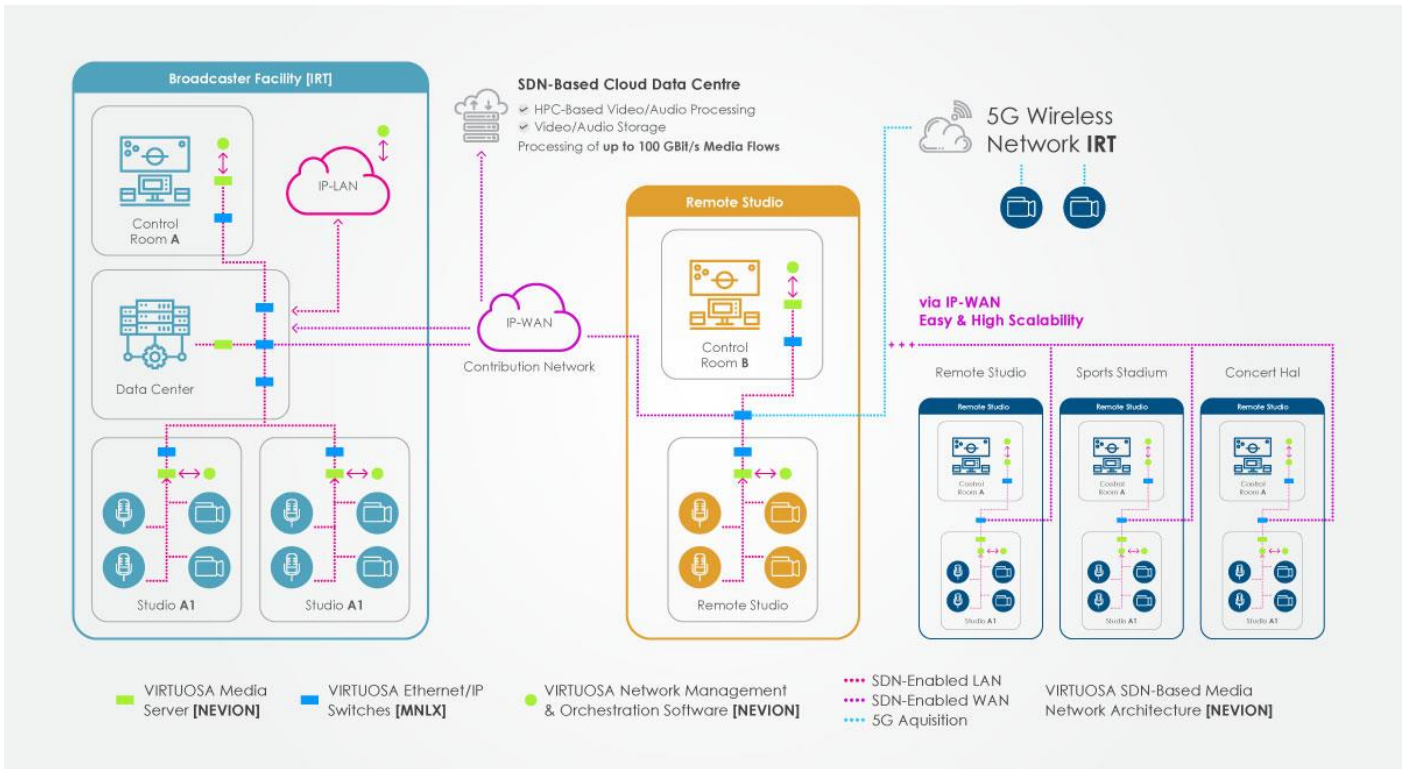 Broadcaster Facility [IRT]
Control
Room A
IP-LAN
Data Center
Studio A1
Studio A1
SDN-Based Cloud Data Centre
HPC-Based Video/Audio Processing
Video/Audio Storage
Processing of up to 100 GBit/s Media Flows
IP-WAN
Contribution Network
Remote Studio
Control
Room B
Remote Studio
5G Wireless
Network IRT
via IP-WAN
Easy & High Scalability
Remote Studio
Sports Stadium
Concert Hal
Remote Studio
Control
Room A
Studio A1
Remote Studio
Control
Room A
Studio A1
Remote Studio
Control
Room A
Studio A1
VIRTUOSA Media
Server [NEVION]
VIRTUOSA Ethernet/IP
Switches [MNLX]
VIRTUOSA Network Management
& Orchestration Software [NEVION]
SDN-Enabled LAN
SDN-Enabled WAN
5G Aquisition
VIRTUOSA SDN-Based Media
Network Architecture [NEVION]